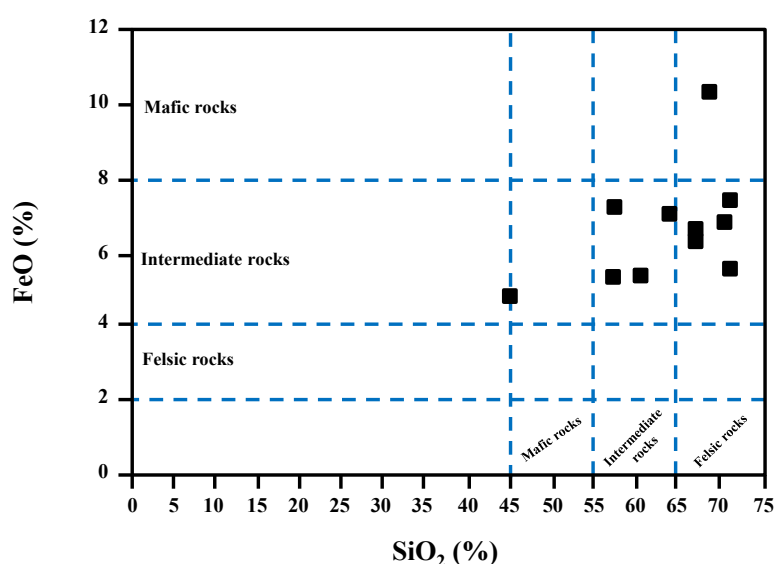 12
10
8
6
4
2
0
FeO (%)
Mafic rocks
Intermediate rocks
Felsic rocks
Mafic rocks
Intermediate
rocks
Felsic rocks
0 5 10 15 20 25 30 35 40 45 50 55 60 65 70 75
SiO₂ (%)